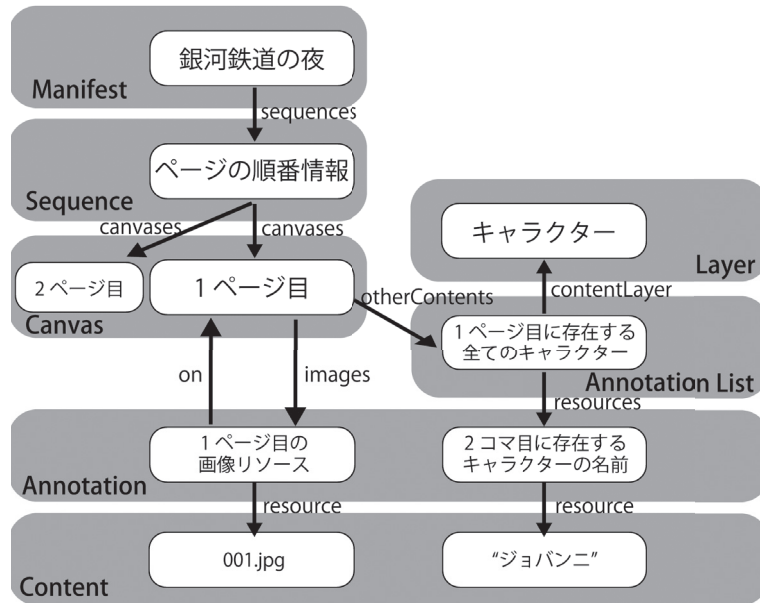 銀河鉄道の夜
Manifest
sequences
ページの順番情報
Sequence
canvases
canvases
キャラクター
Layer
2 ページ目
1 ページ目
Canvas
otherContents
contentLayer
1 ページ目に存在する
全てのキャラクター
Annotation List
on
images
resources
1 ページ目の
画像リソース
2 コマ目に存在する
キャラクターの名前
Annotation
resource
resource
001.jpg
“ジョバンニ”
Content